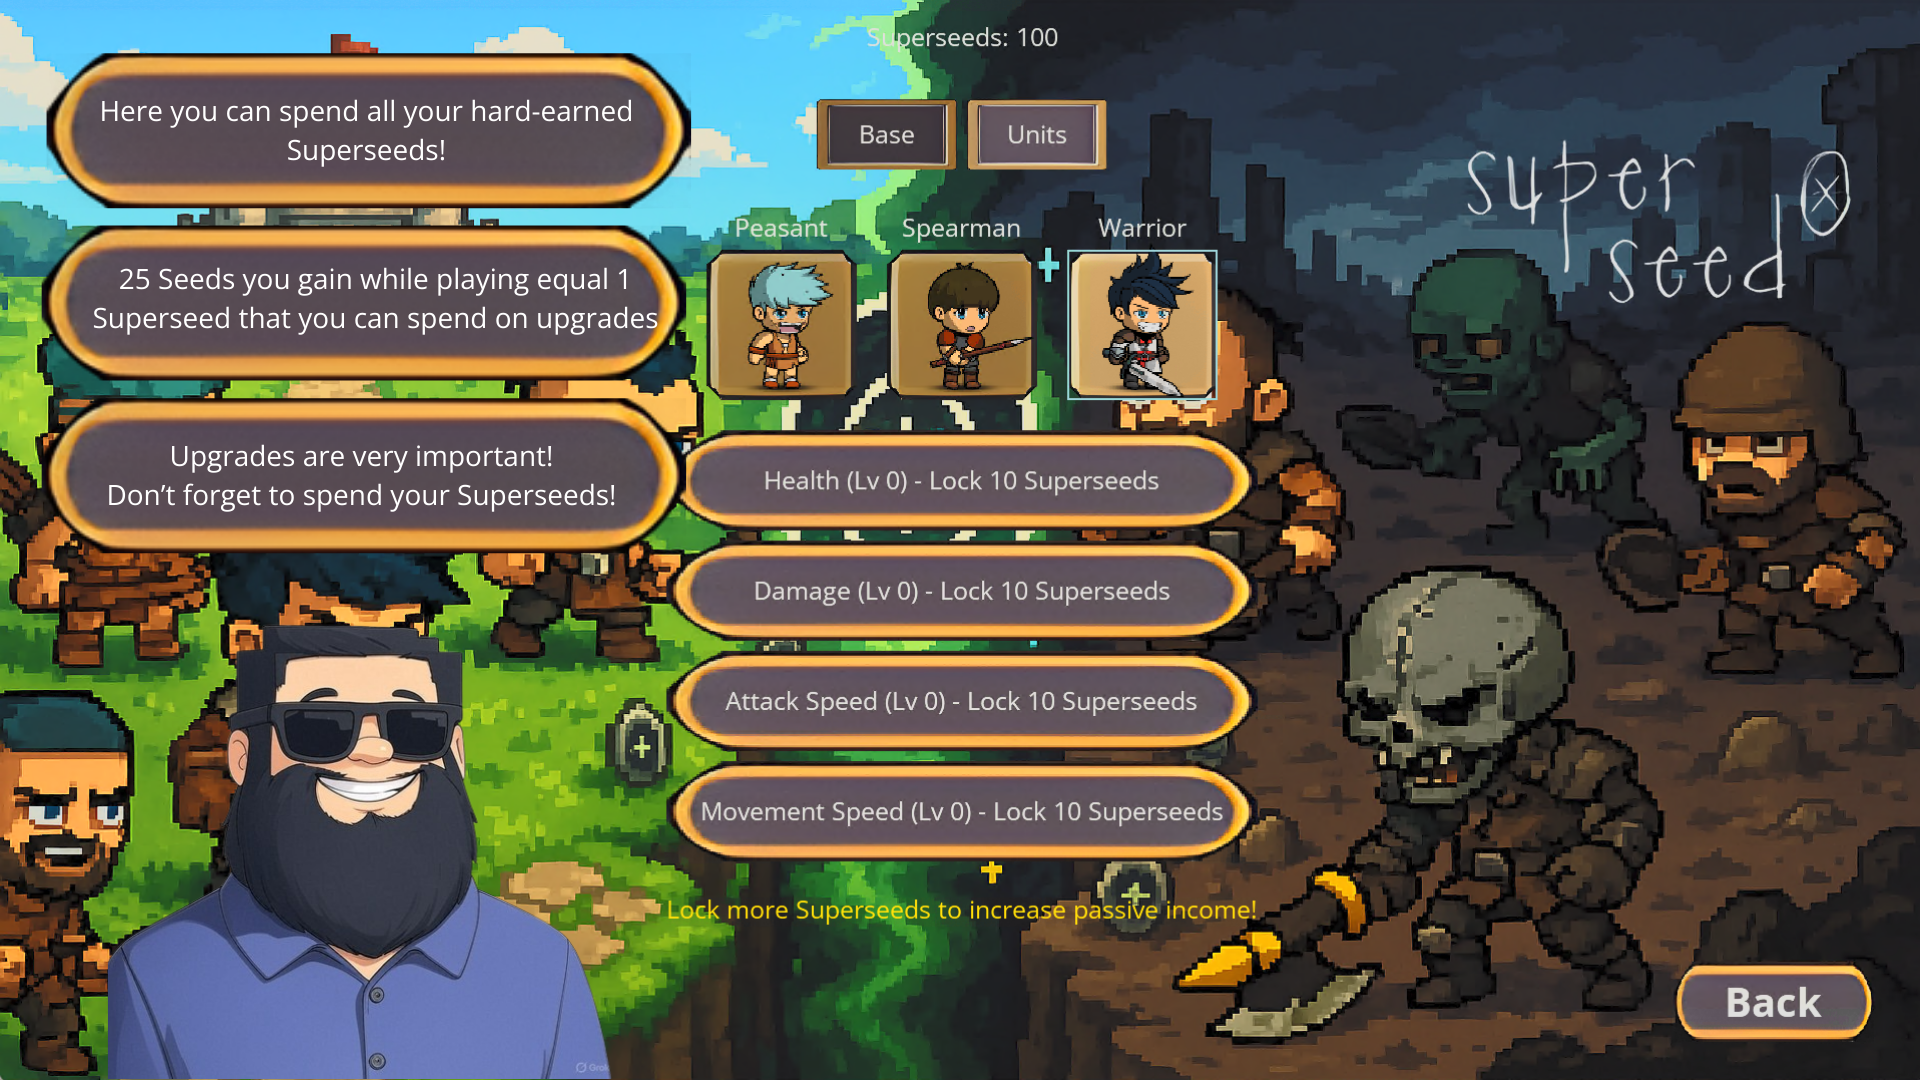 Superseeds: 100
Here you can spend all your hard-earned
Superseeds!
Base
Units
super
seed
Peasant
Spearman
Warrior
25 Seeds you gain while playing equal 1
Superseed that you can spend on upgrades
Upgrades are very important!
Don’t forget to spend your Superseeds!
Health (Lv 0) - Lock 10 Superseeds
Damage (Lv 0) - Lock 10 Superseeds
Attack Speed (Lv 0) - Lock 10 Superseeds
Movement Speed (Lv 0) - Lock 10 Superseeds
Lock more Superseeds to increase passive income!
Back